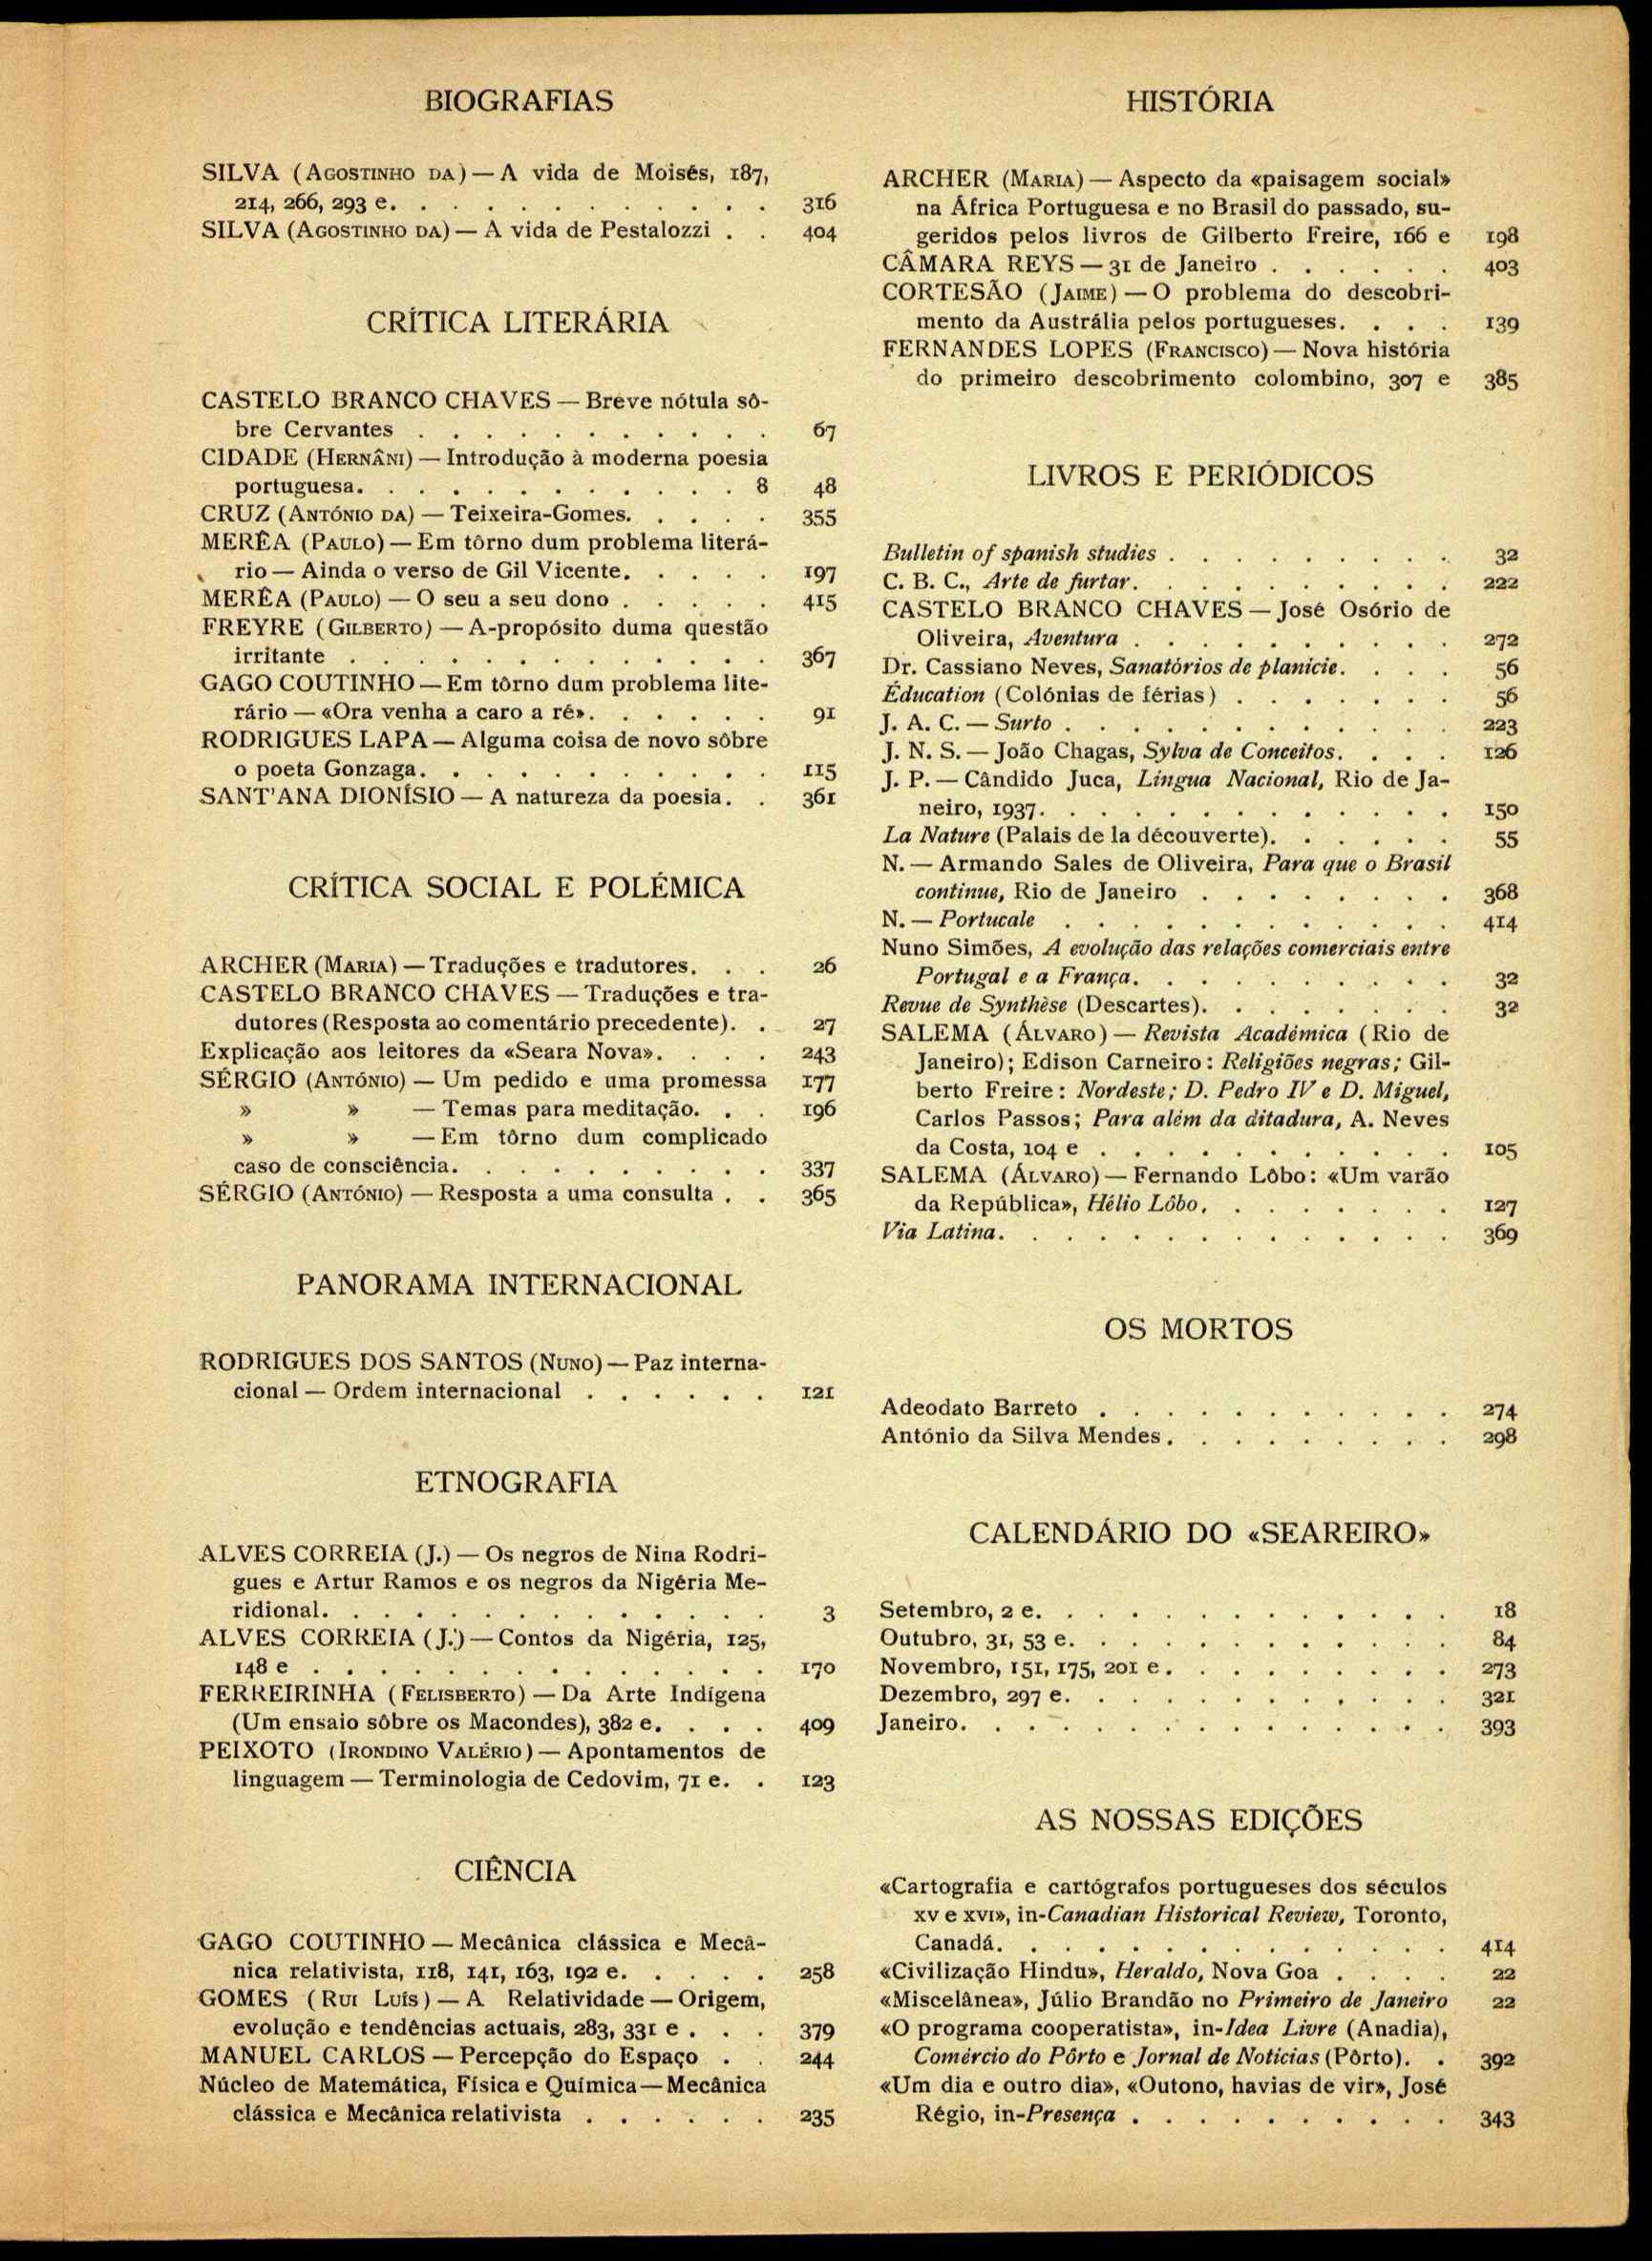 BIOGRAFIAS
SILVA (AGOSTINHO DA) — A vida de Moisés, 187,
214, 266, 293 e. . . . . . . . . . . . 316
SILVA (AGOSTINHO DA) — A vida de Pestalozzi . . 404
CRÍTICA LITERÁRIA
CASTELO BRANCO CHAVES — Breve nótula sô-
bre Cervantes . . . . . . . . . . . 67
CIDADE (HERNÂNI) — Introdução à moderna poesia
portuguesa. . . . . . . . . . . . 8 48
CRUZ (ANTÓNIO DA) — Teixeira-Gomes. . . . . 355
MERÊA (PAULO) — Em tôrno dum problema literá-
rio — Ainda o verso de Gil Vicente. . . . . 197
MERÊA (PAULO) — O seu a seu dono . . . . . 415
FREYRE (GILBERTO) — A-propósito duma questão
irritante . . . . . . . . . . . . . 367
GAGO COUTINHO — Em tôrno dum problema lite-
rário — «Ora venha a caro a ré». . . . . . 91
RODRIGUES LAPA — Alguma coisa de novo sôbre
o poeta Gonzaga. . . . . . . . . . . 115
SANT'ANA DIONÍSIO — A natureza da poesia. . 361
CRÍTICA SOCIAL E POLÉMICA
ARCHER (MARIA) — Traduções e tradutores. . . 26
CASTELO BRANCO CHAVES — Traduções e tra-
dutores (Resposta ao comentário precedente). . 27
Explicação aos leitores da «Seara Nova». . . . 243
SÉRGIO (ANTÓNIO) — Um pedido e uma promessa 177
» » — Temas para meditação. . . 196
» » — Em tôrno dum complicado
caso de consciência. . . . . . . . . . 337
SÉRGIO (ANTÓNIO) — Resposta a uma consulta . . 365
PANORAMA INTERNACIONAL
RODRIGUES DOS SANTOS (NUNO) — Paz interna-
cional — Ordem internacional . . . . . . 121
ETNOGRAFIA
ALVES CORREIA (J.) — Os negros de Nina Rodri-
gues e Artur Ramos e os negros da Nigéria Me-
ridional. . . . . . . . . . . . . . 3
ALVES CORREIA (J.) — Contos da Nigéria, 125,
148 e . . . . . . . . . . . . . . 170
FERREIRINHA (FELISBERTO) — Da Arte Indígena
(Um ensaio sôbre os Macondes), 382 e. . . . 409
PEIXOTO (IRONDINO VALÉRIO) — Apontamentos de
linguagem — Terminologia de Cedovim, 71 e. . 123
CIÊNCIA
GAGO COUTINHO — Mecânica clássica e Mecâ-
nica relativista, 118, 141, 163, 192 e. . . . . 258
GOMES (RUI LUÍS) — A Relatividade — Origem,
evolução e tendências actuais, 283, 331 e . . . 379
MANUEL CARLOS — Percepção do Espaço . . 244
Núcleo de Matemática, Física e Química — Mecânica
clássica e Mecânica relativista . . . . . . 235
HISTÓRIA
ARCHER (MARIA) — Aspecto da «paisagem social»
na África Portuguesa e no Brasil do passado, su-
geridos pelos livros de Gilberto Freire, 166 e 198
CÂMARA REYS — 31 de Janeiro . . . . . . 403
CORTESÃO (JAIME) — O problema do descobri-
mento da Austrália pelos portugueses. . . . 139
FERNANDES LOPES (FRANCISCO) — Nova história
do primeiro descobrimento colombino, 307 e 385
LIVROS E PERIÓDICOS
Bulletin of spanish studies . . . . . . . . . 32
C. B. C., Arte de furtar. . . . . . . . . . 222
CASTELO BRANCO CHAVES — José Osório de
Oliveira, Aventura . . . . . . . . . . 272
Dr. Cassiano Neves, Sanatórios de planície. . . . 56
Éducation (Colónias de férias) . . . . . . . 56
J. A. C. — Surto . . . . . . . . . . . . 223
J. N. S. — João Chagas, Sylva de Conceitos. . . . 126
J. P. — Cândido Juca, Língua Nacional, Rio de Ja-
neiro, 1937. . . . . . . . . . . . . 150
La Nature (Palais de la découverte). . . . . . 55
N. — Armando Sales de Oliveira, Para que o Brasil
continue, Rio de Janeiro . . . . . . . . 368
N. — Portucale . . . . . . . . . . . . 414
Nuno Simões, A evolução das relações comerciais entre
Portugal e a França. . . . . . . . . . 32
Revue de Synthèse (Descartes). . . . . . . . 32
SALEMA (ÁLVARO) — Revista Académica (Rio de
Janeiro); Edison Carneiro: Religiões negras; Gil-
berto Freire: Nordeste; D. Pedro IV e D. Miguel,
Carlos Passos; Para além da ditadura, A. Neves
da Costa, 104 e . . . . . . . . . . . 105
SALEMA (ÁLVARO) — Fernando Lôbo: «Um varão
da República», Hélio Lôbo. . . . . . . . 127
Via Latina. . . . . . . . . . . . . . 369
OS MORTOS
Adeodato Barreto . . . . . . . . . . . 274
António da Silva Mendes. . . . . . . . . 298
CALENDÁRIO DO «SEAREIRO»
Setembro, 2 e. . . . . . . . . . . . . 18
Outubro, 31, 53 e. . . . . . . . . . . . 84
Novembro, 151, 175, 201 e . . . . . . . . . 273
Dezembro, 297 e. . . . . . . . . . . . 321
Janeiro. . . . . . . . . . . . . . . 393
AS NOSSAS EDIÇÕES
«Cartografia e cartógrafos portugueses dos séculos
XV e XVI», in-Canadian Historical Review, Toronto,
Canadá. . . . . . . . . . . . . . 414
«Civilização Hindu», Heraldo, Nova Goa . . . . 22
«Miscelânea», Júlio Brandão no Primeiro de Janeiro 22
«O programa cooperatista», in-Idea Livre (Anadia),
Comércio do Pôrto e Jornal de Notícias (Pôrto). . 392
«Um dia e outro dia», «Outono, havias de vir», José
Régio, in-Presença . . . . . . . . . . 343